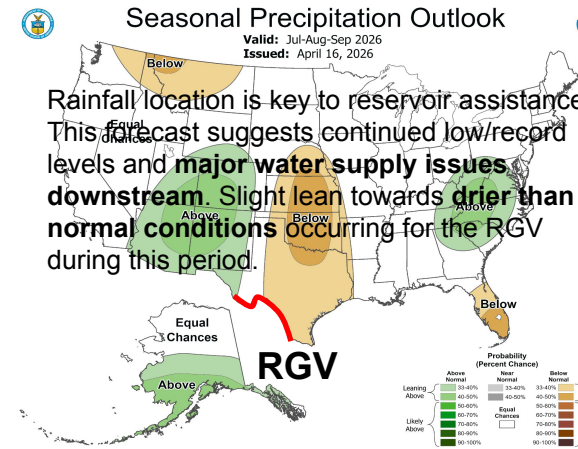 Seasonal Precipitation Outlook
Valid: Jul-Aug-Sep 2026
Issued: April 16, 2026
Below
Rainfall location is key to reservoir assistance
This forecast suggests continued low/record
levels and major water supply issues
downstream. Slight lean towards drier than
normal conditions occurring for the RGV
during this period.
Equal
Chances
Above
Below
Above
Below
Equal
Chances
Above
RGV
Probability
(Percent Chance)
Above
Normal
Near
Normal
Below
Normal
Leaning
Above
33-40%
33-40%
33-40%
40-50%
40-50%
40-50%
Likely
Above
50-60%
60-70%
70-80%
80-90%
90-100%
Equal
Chances
50-60%
60-70%
70-80%
80-90%
90-100%